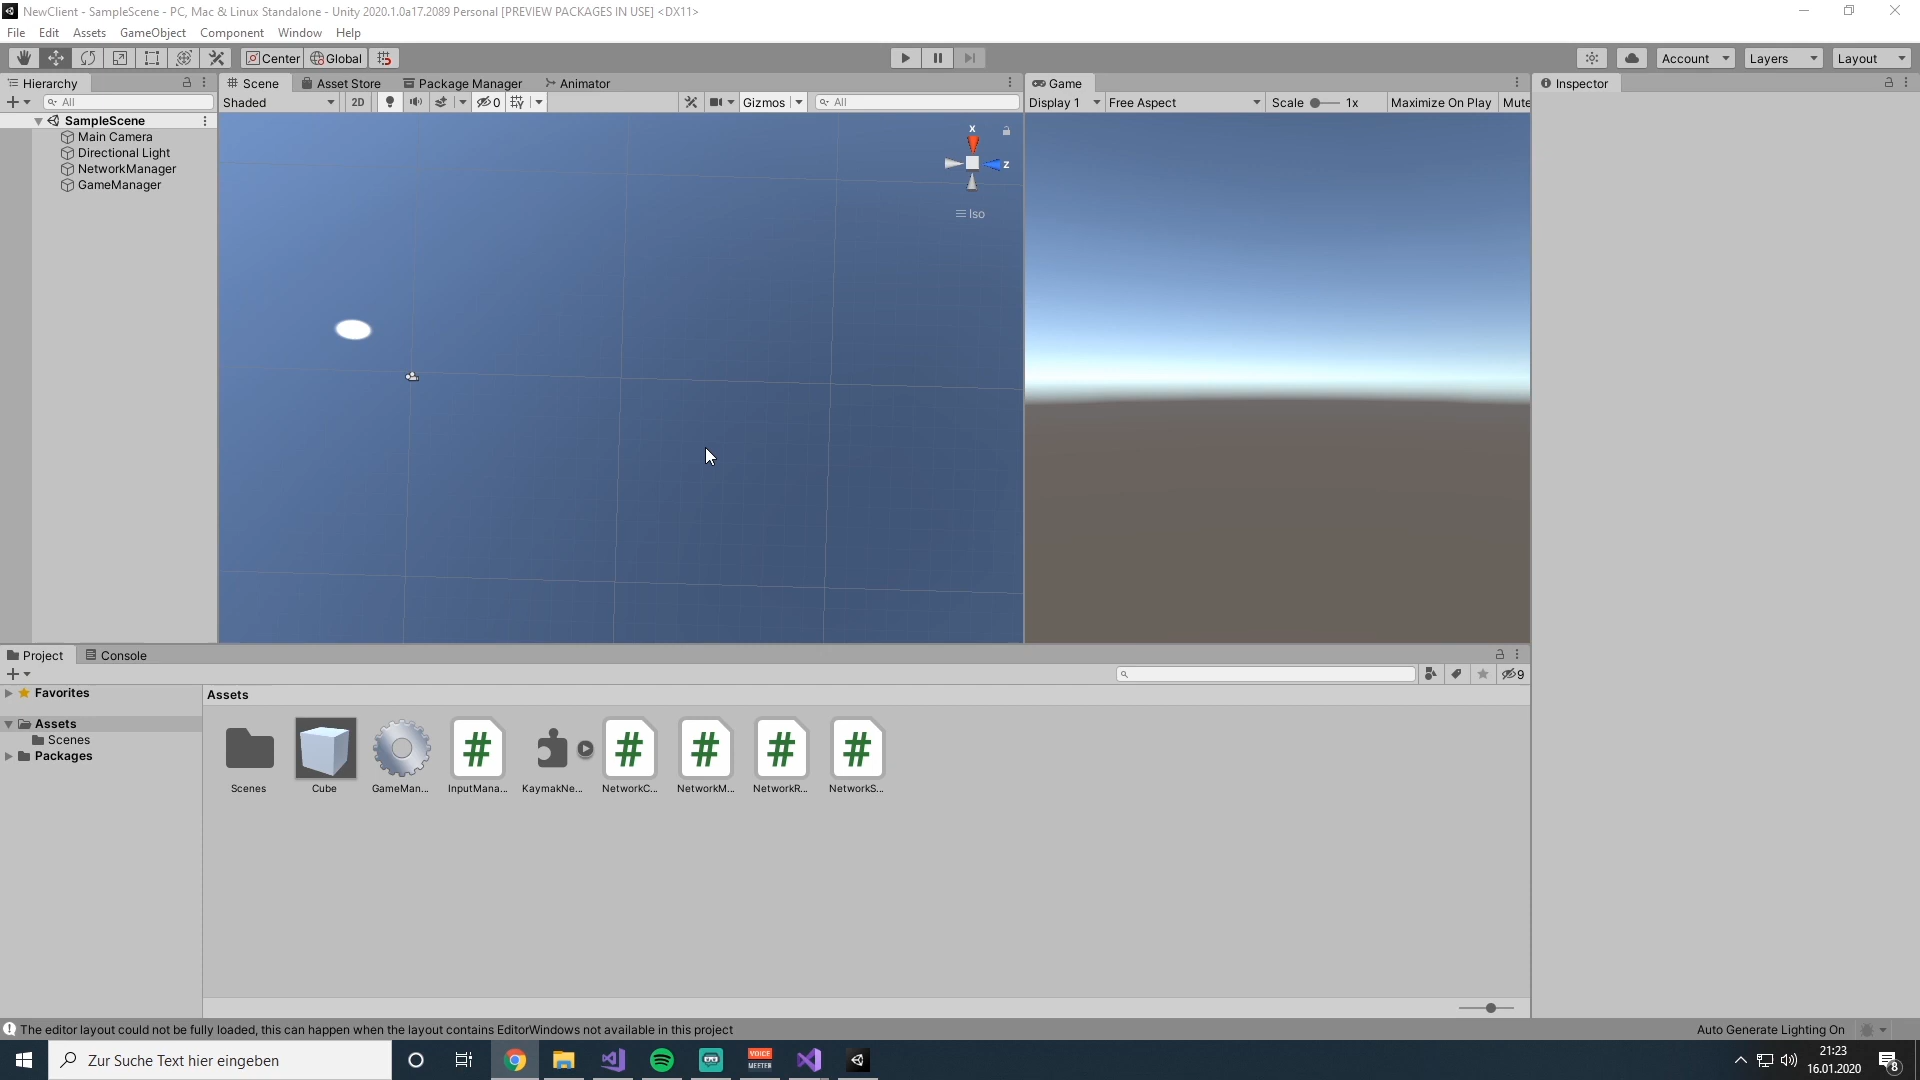 NewClient - SampleScene - PC, Mac & Linux Standalone - Unity 2020.1.0a17.2089 Personal [PREVIEW PACKAGES IN USE] <DX11>
File Edit Assets GameObject Component Window Help
Center Global Account Layers Layout
Hierarchy Scene Asset Store Package Manager Animator Game Inspector
All Shaded 2D 0 Gizmos All Display 1 Free Aspect Scale 1x Maximize On Play Mute
SampleScene
Main Camera
Directional Light
NetworkManager
GameManager
x
z
Iso
Project Console
9
Favorites
Assets
Scenes
Packages
Assets
Scenes Cube GameMan... InputMana... KaymakNe... NetworkC... NetworkM... NetworkR... NetworkS...
The editor layout could not be fully loaded, this can happen when the layout contains EditorWindows not available in this project
Auto Generate Lighting On
Zur Suche Text hier eingeben
VOICE
MEETER
21:23
16.01.2020
8